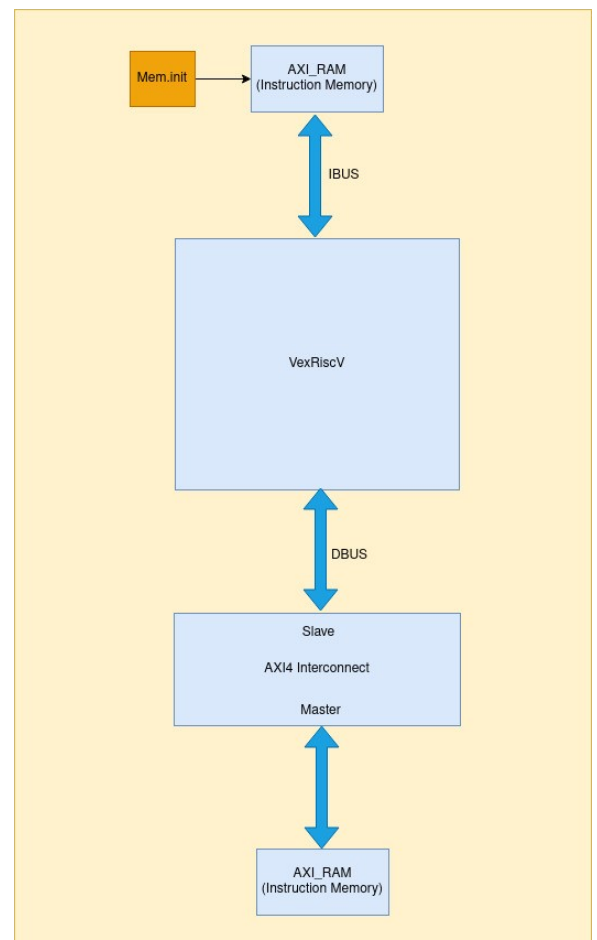 Mem.init
AXI_RAM
(Instruction Memory)
IBUS
VexRiscV
DBUS
Slave
AXI4 Interconnect
Master
AXI_RAM
(Instruction Memory)